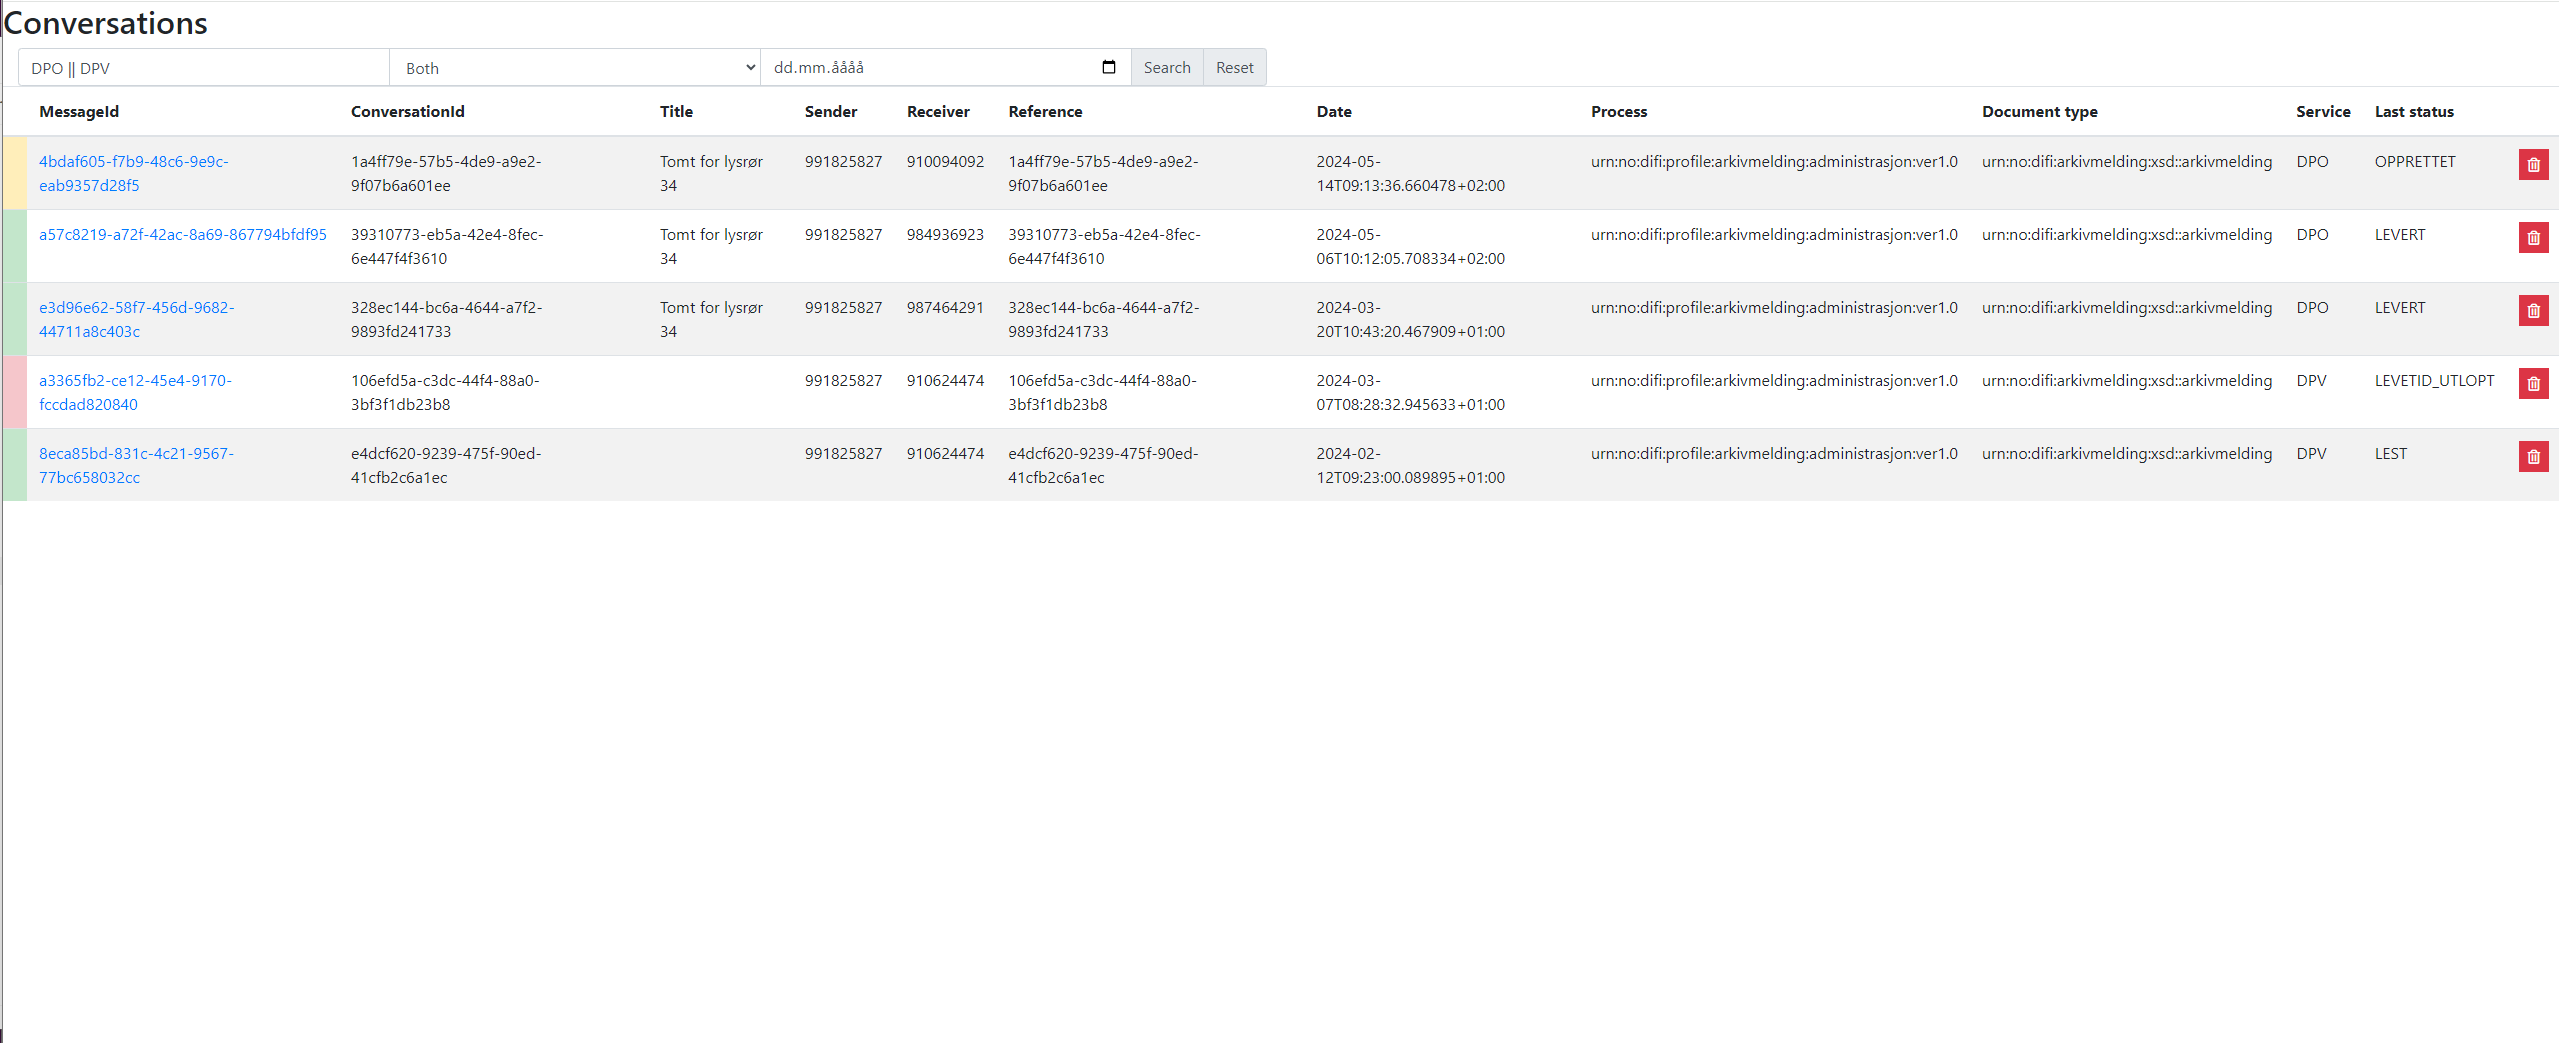 Conversations
DPO || DPV Both dd.mm.åååå Search Reset
MessageId ConversationId Title Sender Receiver Reference Date Process Document type Service Last status
4bdaf605-f7b9-48c6-9e9c- 1a4ff79e-57b5-4de9-a9e2- Tomt for lysrør 991825827 910094092 1a4ff79e-57b5-4de9-a9e2- 2024-05- urn:no:difi:profile:arkivmelding:administrasjon:ver1.0 urn:no:difi:arkivmelding:xsd::arkivmelding DPO OPPRETTET
eab9357d28f5 9f07b6a601ee 34 9f07b6a601ee 14T09:13:36.660478+02:00
a57c8219-a72f-42ac-8a69-867794bfdf95 39310773-eb5a-42e4-8fec- Tomt for lysrør 991825827 984936923 39310773-eb5a-42e4-8fec- 2024-05- urn:no:difi:profile:arkivmelding:administrasjon:ver1.0 urn:no:difi:arkivmelding:xsd::arkivmelding DPO LEVERT
6e447f4f3610 34 6e447f4f3610 06T10:12:05.708334+02:00
e3d96e62-58f7-456d-9682- 328ec144-bc6a-4644-a7f2- Tomt for lysrør 991825827 987464291 328ec144-bc6a-4644-a7f2- 2024-03- urn:no:difi:profile:arkivmelding:administrasjon:ver1.0 urn:no:difi:arkivmelding:xsd::arkivmelding DPO LEVERT
44711a8c403c 9893fd241733 34 9893fd241733 20T10:43:20.467909+01:00
a3365fb2-ce12-45e4-9170- 106efd5a-c3dc-44f4-88a0- 991825827 910624474 106efd5a-c3dc-44f4-88a0- 2024-03- urn:no:difi:profile:arkivmelding:administrasjon:ver1.0 urn:no:difi:arkivmelding:xsd::arkivmelding DPV LEVETID_UTLOPT
fccdad820840 3bf3f1db23b8 3bf3f1db23b8 07T08:28:32.945633+01:00
8eca85bd-831c-4c21-9567- e4dcf620-9239-475f-90ed- 991825827 910624474 e4dcf620-9239-475f-90ed- 2024-02- urn:no:difi:profile:arkivmelding:administrasjon:ver1.0 urn:no:difi:arkivmelding:xsd::arkivmelding DPV LEST
77bc658032cc 41cfb2c6a1ec 41cfb2c6a1ec 12T09:23:00.089895+01:00